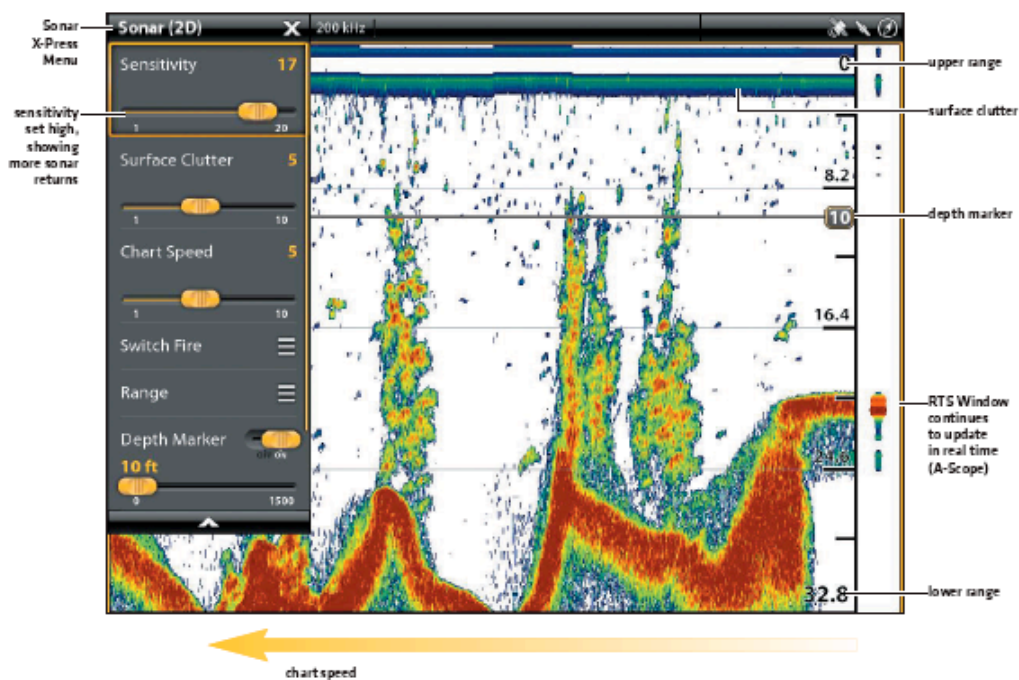 Sonar
X-Press
Menu
Sonar (2D) X
200 kHz
Sensitivity 17
1 20
sensitivity
set high,
showing
more sonar
returns
Surface Clutter 5
1 10
Chart Speed 5
1 10
Switch Fire
Range
Depth Marker
off on
10 ft
0 1500
0
8.2
10
16.4
32.8
upper range
surface clutter
depth marker
RTS Window
continues
to update
in real time
(A-Scope)
lower range
chart speed